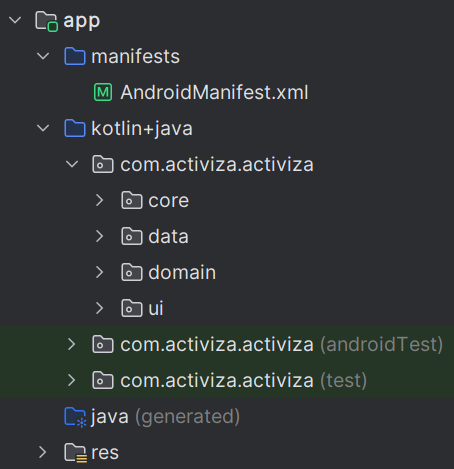 app
manifests
AndroidManifest.xml
kotlin+java
com.activiza.activiza
core
data
domain
ui
com.activiza.activiza (androidTest)
com.activiza.activiza (test)
java (generated)
res